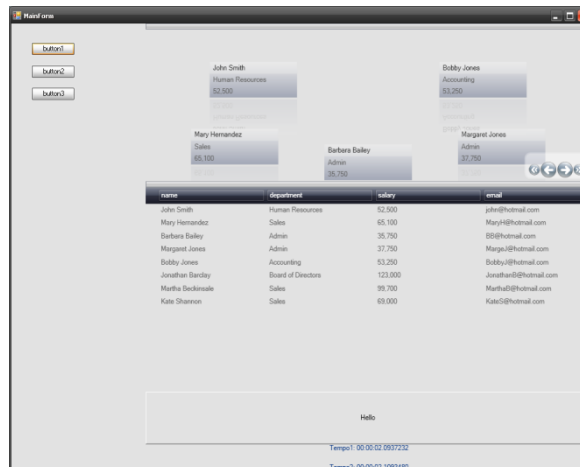 MainForm
button1
button2
button3
John Smith
Human Resources
52,500
Bobby Jones
Accounting
53,250
Mary Hernandez
Sales
65,100
Barbara Bailey
Admin
35,750
Margaret Jones
Admin
37,750
name department salary email
John Smith Human Resources 52,500 john@hotmail.com
Mary Hernandez Sales 65,100 MaryH@hotmail.com
Barbara Bailey Admin 35,750 BB@hotmail.com
Margaret Jones Admin 37,750 MargeJ@hotmail.com
Bobby Jones Accounting 53,250 BobbyJ@hotmail.com
Jonathan Barclay Board of Directors 123,000 JonathanB@hotmail.com
Martha Beckinsale Sales 99,700 MarthaB@hotmail.com
Kate Shannon Sales 69,000 KateS@hotmail.com
Hello
Tempo1: 00:00:02.0937232